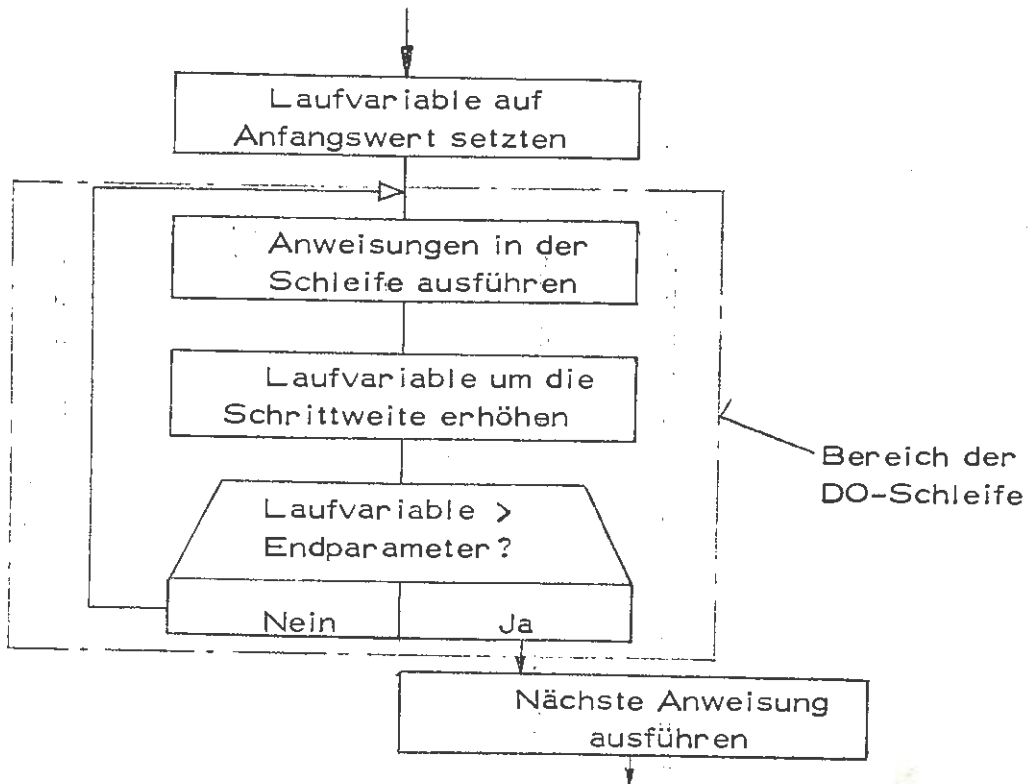 Laufvariable auf
Anfangswert setzten
Anweisungen in der
Schleife ausführen
Laufvariable um die
Schrittweite erhöhen
Laufvariable >
Endparameter?
Nein
Ja
Bereich der
DO-Schleife
Nächste Anweisung
ausführen